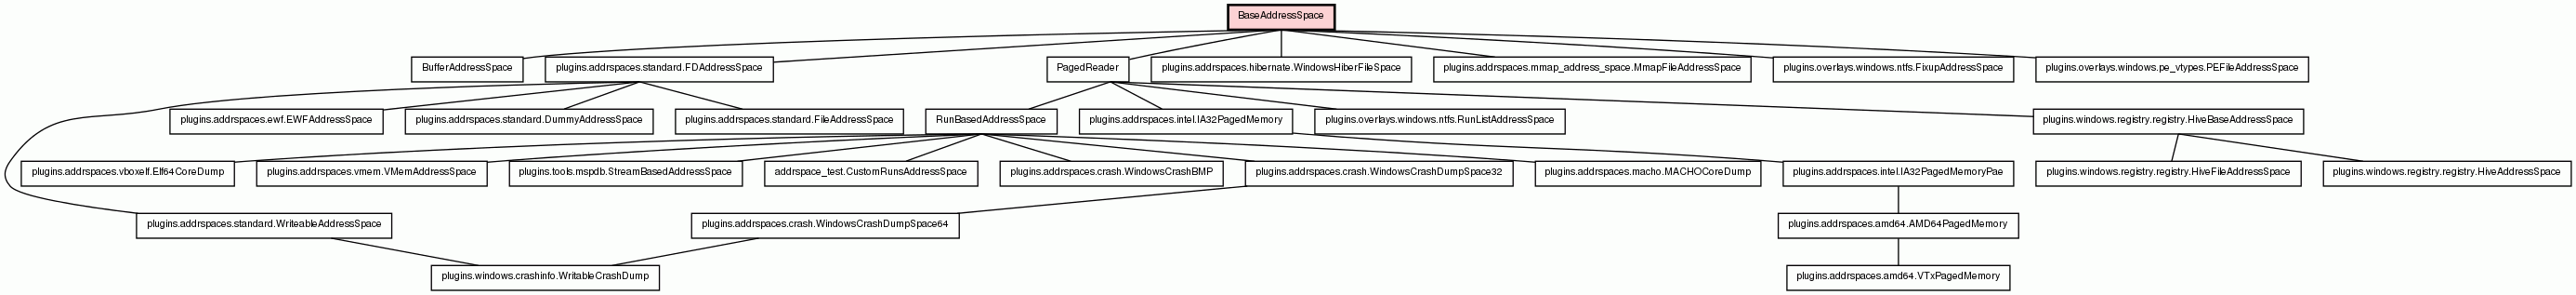 BaseAddressSpace
BufferAddressSpace
plugins.addrspaces.standard.FDAddressSpace
PagedReader
plugins.addrspaces.hibernate.WindowsHiberFileSpace
plugins.addrspaces.mmap_address_space.MmapFileAddressSpace
plugins.overlays.windows.ntfs.FixupAddressSpace
plugins.overlays.windows.pe_vtypes.PEFileAddressSpace
plugins.addrspaces.ewf.EWFAddressSpace
plugins.addrspaces.standard.DummyAddressSpace
plugins.addrspaces.standard.FileAddressSpace
RunBasedAddressSpace
plugins.addrspaces.intel.IA32PagedMemory
plugins.overlays.windows.ntfs.RunListAddressSpace
plugins.windows.registry.registry.HiveBaseAddressSpace
plugins.addrspaces.vboxelf.Elf64CoreDump
plugins.addrspaces.vmem.VMemAddressSpace
plugins.tools.mspdb.StreamBasedAddressSpace
addrspace_test.CustomRunsAddressSpace
plugins.addrspaces.crash.WindowsCrashBMP
plugins.addrspaces.crash.WindowsCrashDumpSpace32
plugins.addrspaces.macho.MACHOCoreDump
plugins.addrspaces.intel.IA32PagedMemoryPae
plugins.windows.registry.registry.HiveFileAddressSpace
plugins.windows.registry.registry.HiveAddressSpace
plugins.addrspaces.standard.WriteableAddressSpace
plugins.addrspaces.crash.WindowsCrashDumpSpace64
plugins.addrspaces.amd64.AMD64PagedMemory
plugins.windows.crashinfo.WritableCrashDump
plugins.addrspaces.amd64.VTxPagedMemory